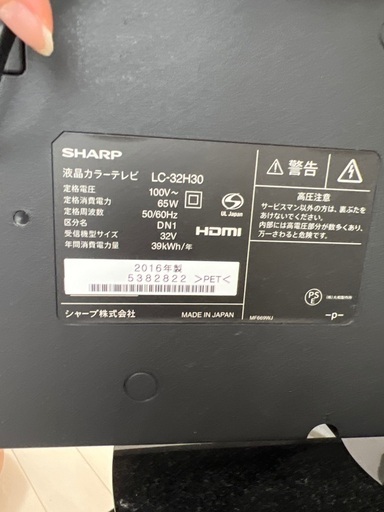 SHARP
液晶カラーテレビ LC-32H30
定格電圧 100V～
定格消費電力 65W
定格周波数 50/60Hz
区分名 DN1
受信機型サイズ 32V
年間消費電力量 39kWh/年
UL Japan
HDMI
2016年製
5382822 ＞PET＜
シャープ株式会社
MADE IN JAPAN
警告
高圧注意
サービスマン以外の方は、裏ぶたを
あけないでください。
内部には高電圧部分が数多くあり、
万一さわると危険です。
PS
E
-p-